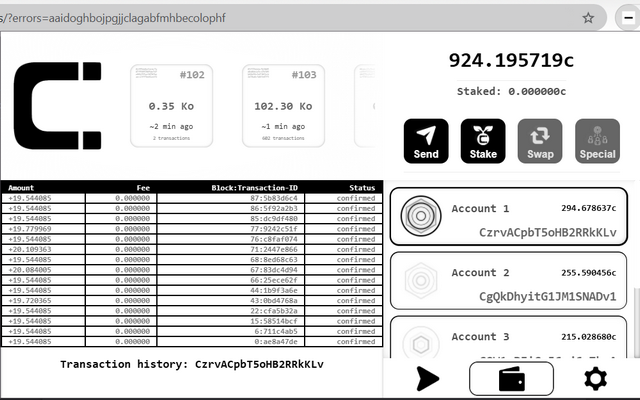 s/?errors=aaidoghbojpgjjclagabfmhbecolophf
#102
0.35 Ko
~2 min ago
2 transactions
#103
102.30 Ko
~1 min ago
602 transactions
924.195719c
Staked: 0.000000c
Send
Stake
Swap
Special
Amount Fee Block:Transaction-ID Status
+19.544085 0.000000 87:5b83d6c4 confirmed
+19.544085 0.000000 86:5f92a2b3 confirmed
+19.544085 0.000000 85:dc9df480 confirmed
+19.779969 0.000000 77:9242c51f confirmed
+19.544085 0.000000 76:c8faf074 confirmed
+20.109363 0.000000 71:2447e866 confirmed
+19.544085 0.000000 68:8ed68c63 confirmed
+20.084005 0.000000 67:83dc4d94 confirmed
+19.544085 0.000000 66:25ece62f confirmed
+19.544085 0.000000 44:1b9f3a6e confirmed
+19.720365 0.000000 43:0bd4768a confirmed
+19.544085 0.000000 22:cfa5b32a confirmed
+19.544085 0.000000 15:58514bcf confirmed
+19.544085 0.000000 6:711c4ab5 confirmed
+19.544085 0.000000 0:ae8a47de confirmed
Transaction history: CzrvACpbT5oHB2RRkKLv
Account 1 294.678637c
CzrvACpbT5oHB2RRkKLv
Account 2 255.590456c
CgQkDhyitG1JM1SNADv1
Account 3 215.028680c